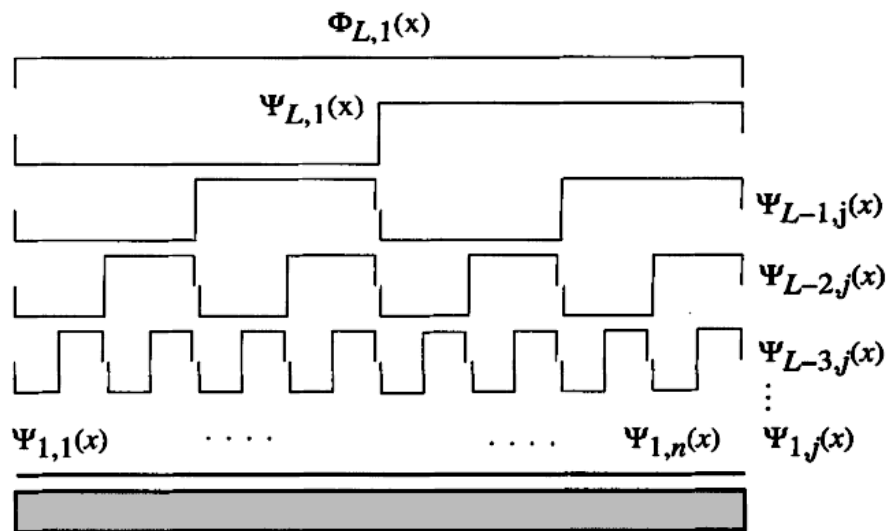 Φ_{L,1}(x)
Ψ_{L,1}(x)
Ψ_{L−1,j}(x)
Ψ_{L−2,j}(x)
Ψ_{L−3,j}(x)
⋮
Ψ_{1,1}(x) .... .... Ψ_{1,n}(x) Ψ_{1,j}(x)